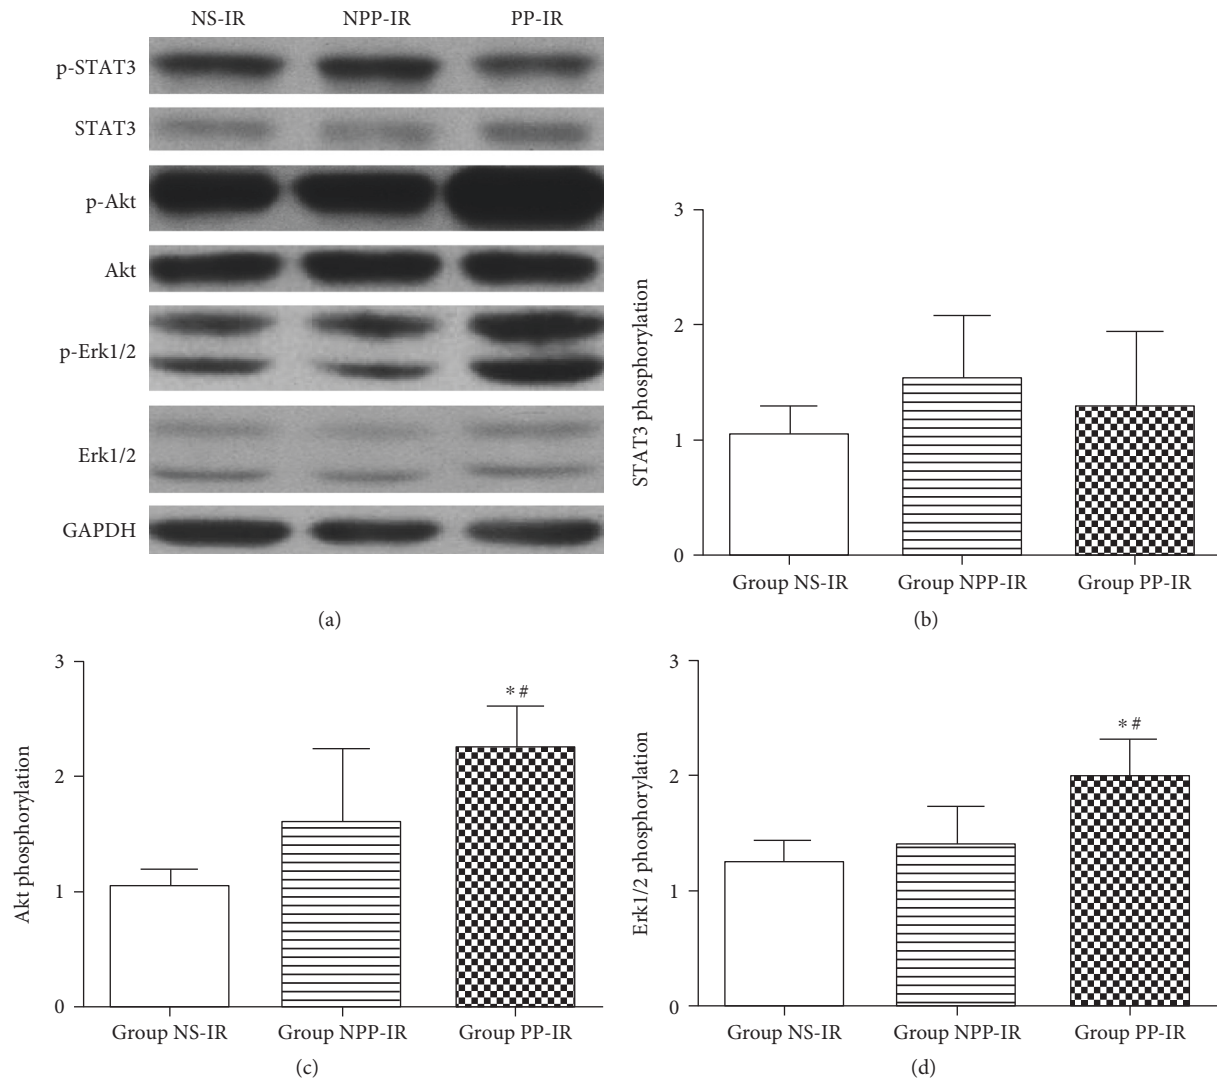 NS-IR NPP-IR PP-IR
p-STAT3
STAT3
p-Akt
Akt
p-Erk1/2
Erk1/2
GAPDH
(a)
3
2
1
0
STAT3 phosphorylation
Group NS-IR Group NPP-IR Group PP-IR
(b)
3
2
1
0
Akt phosphorylation
* #
Group NS-IR Group NPP-IR Group PP-IR
(c)
3
2
1
0
Erk1/2 phosphorylation
* #
Group NS-IR Group NPP-IR Group PP-IR
(d)